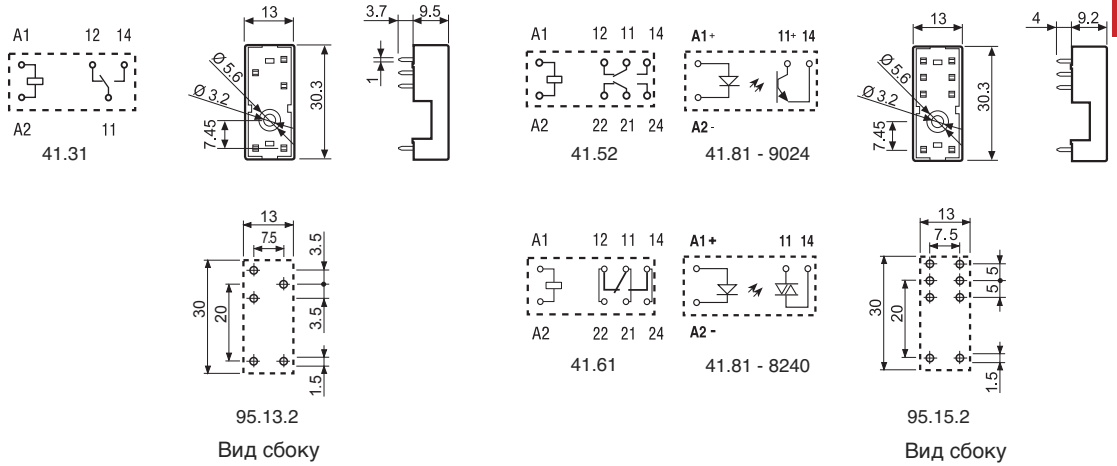 A1 12 14
A2 11
41.31
13
Ø 5.6
Ø 3.2
7.45
30.3
3.7 9.5
1
A1 12 11 14
A2 22 21 24
41.52
A1+ 11+ 14
A2-
41.81 - 9024
13
Ø 5.6
Ø 3.2
7.45
30.3
4 9.2
13
7.5
3.5
30
20
3.5
1.5
95.13.2
Вид сбоку
A1 12 11 14
A2 22 21 24
41.61
A1+ 11 14
A2-
41.81 - 8240
13
7.5
5
5
30
20
1.5
95.15.2
Вид сбоку